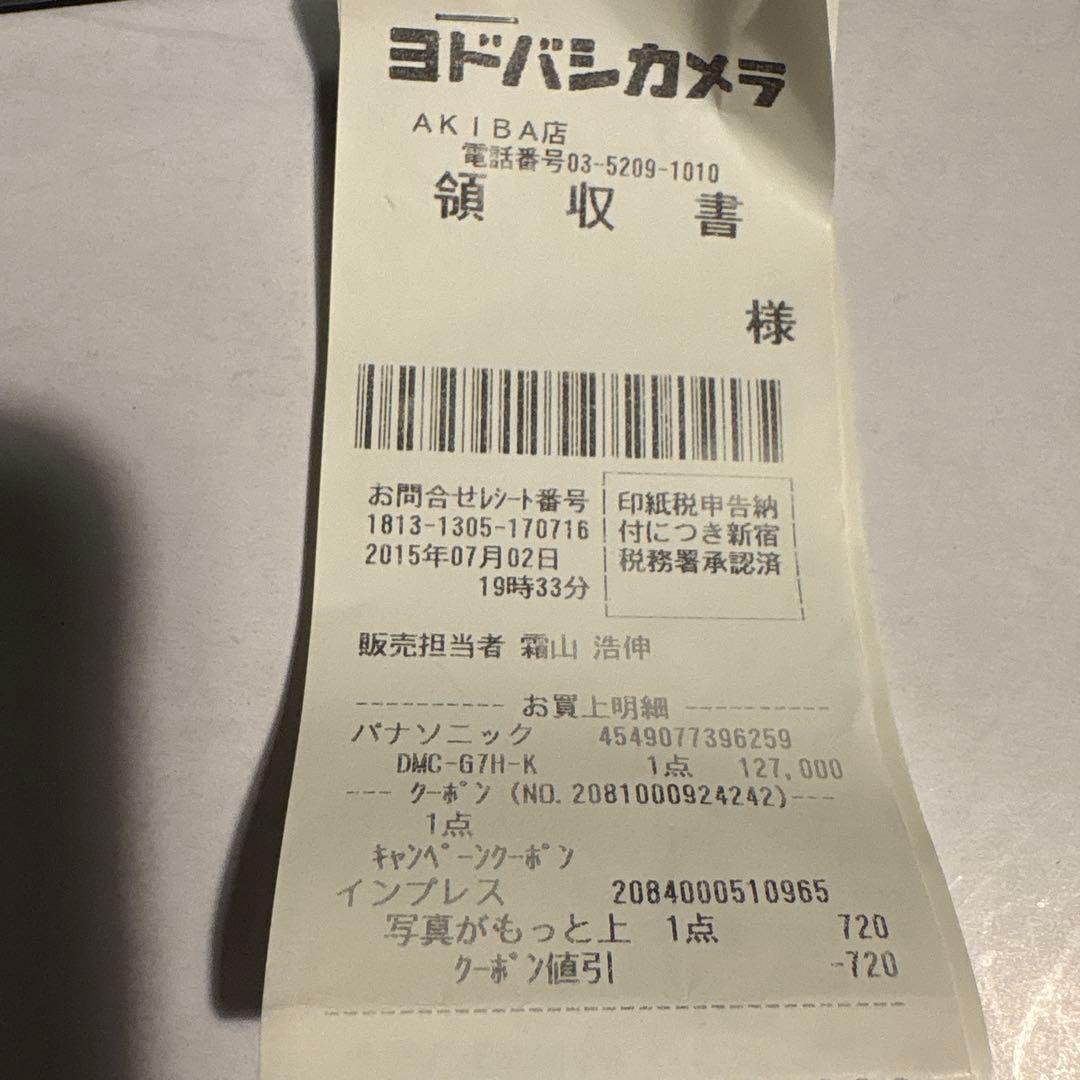 ヨドバシカメラ
AKIBA店
電話番号03-5209-1010
領 収 書
様
お問合せﾚｼｰﾄ番号
1813-1305-170716
2015年07月02日
19時33分
印紙税申告納
付につき新宿
税務署承認済
販売担当者 霜山 浩伸
---------- お買上明細 ----------
パナソニック 4549077396259
DMC-G7H-K 1点 127,000
--- ｸｰﾎﾟﾝ (NO.2081000924242)---
1点
ｷｬﾝﾍﾟｰﾝｸｰﾎﾟﾝ
インプレス 2084000510965
写真がもっと上 1点 720
ｸｰﾎﾟﾝ値引 -720